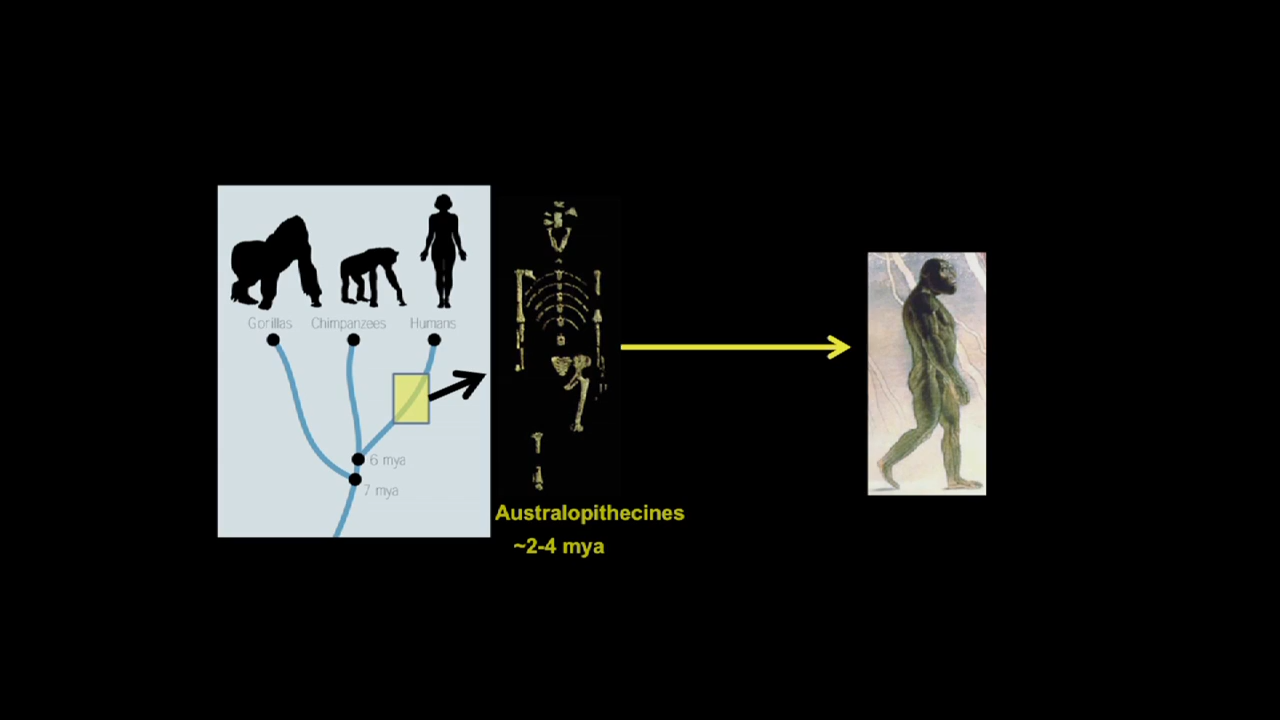 Gorillas
Chimpanzees
Humans
6 mya
7 mya
Australopithecines
~2-4 mya